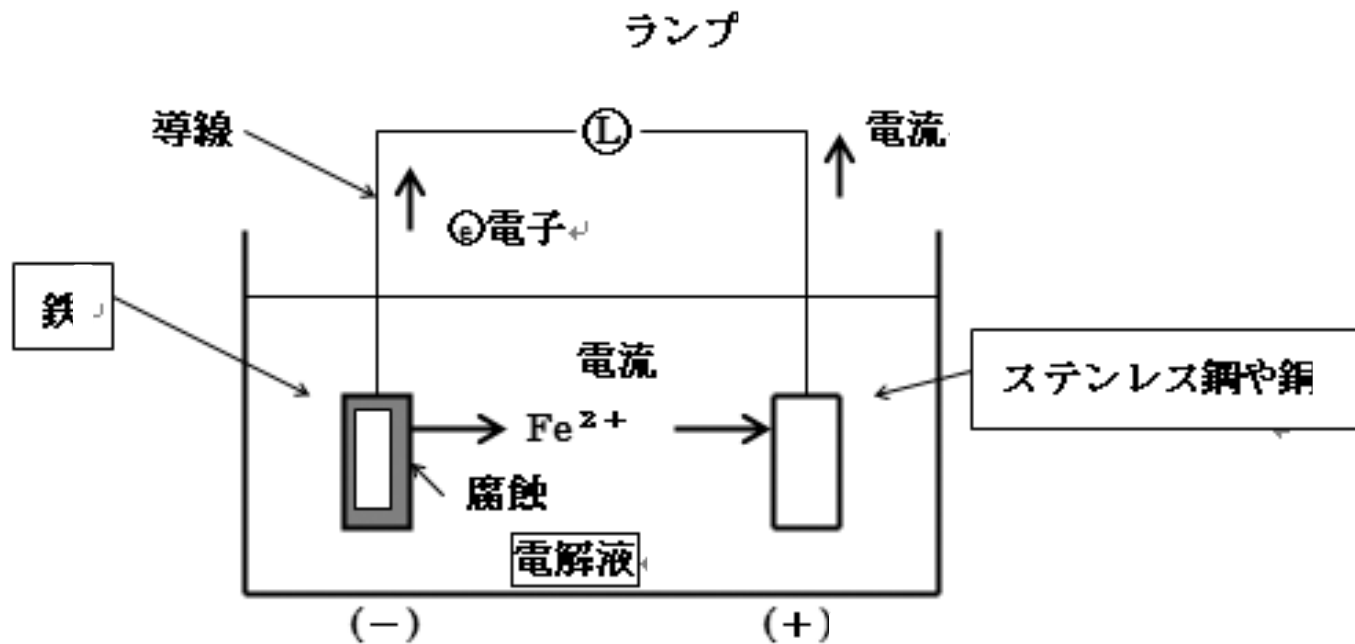 ランプ
導線
Ⓛ
電流
ⓔ電子
鉄
電流
ステンレス鋼や銅
Fe²⁺
腐蝕
電解液
(－)
(＋)